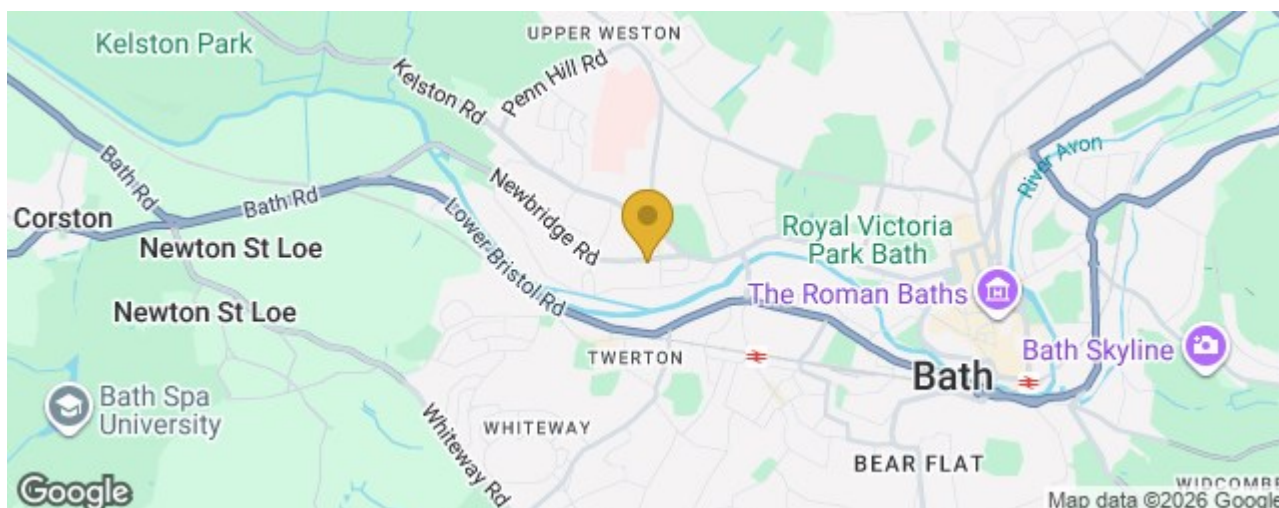 UPPER WESTON
Kelston Park
Kelston Rd
Penn Hill Rd
River Avon
Bath Rd
Bath Rd
Newbridge Rd
Corston
Lower Bristol Rd
Newton St Loe
Royal Victoria
Park Bath
The Roman Baths
Newton St Loe
Bath Skyline
TWERTON
Bath
Bath Spa
University
Whiteway Rd
WHITEWAY
BEAR FLAT
WIDCOMBE
Google
Map data ©2026 Google